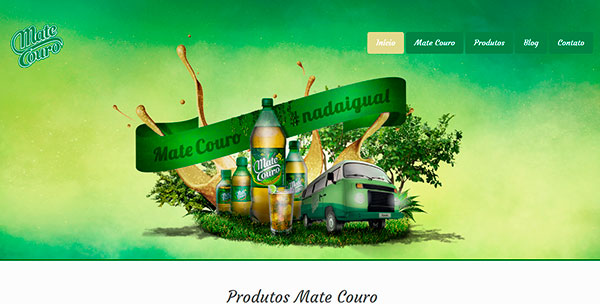 Mate
Couro
Início
Mate Couro
Produtos
Blog
Contato
Mate Couro
#nadaigual
Mate
Couro
Produtos Mate Couro